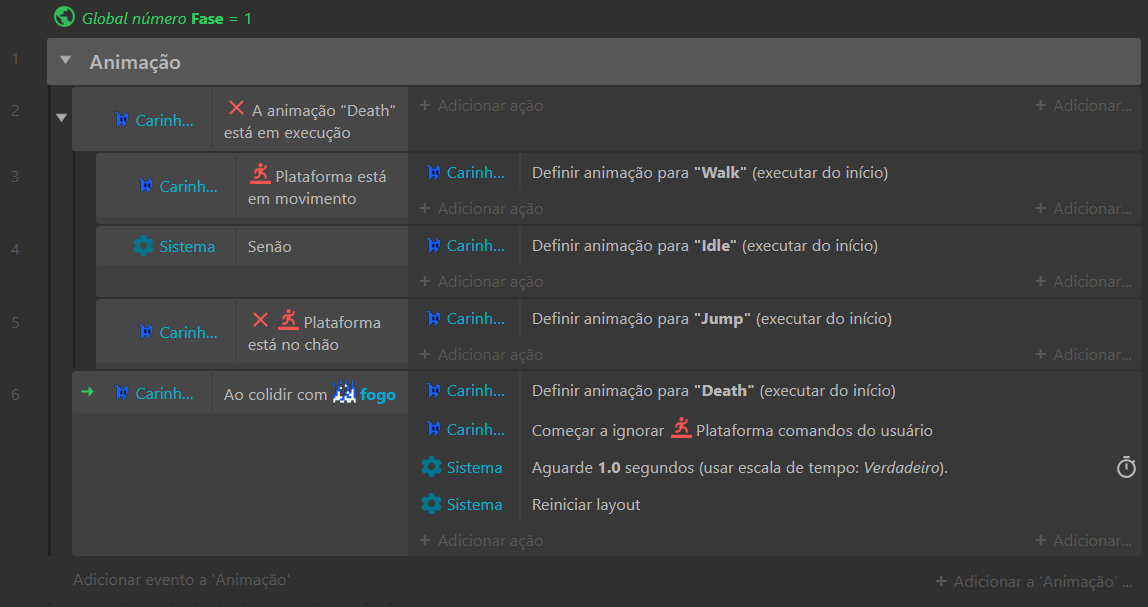 Global número Fase = 1
1 Animação
2 Carinh... A animação "Death" está em execução + Adicionar ação + Adicionar...
3 Carinh... Plataforma está em movimento Carinh... Definir animação para "Walk" (executar do início)
+ Adicionar ação + Adicionar...
4 Sistema Senão Carinh... Definir animação para "Idle" (executar do início)
+ Adicionar ação + Adicionar...
5 Carinh... Plataforma está no chão Carinh... Definir animação para "Jump" (executar do início)
+ Adicionar ação + Adicionar...
6 Carinh... Ao colidir com fogo Carinh... Definir animação para "Death" (executar do início)
Carinh... Começar a ignorar Plataforma comandos do usuário
Sistema Aguarde 1.0 segundos (usar escala de tempo: Verdadeiro).
Sistema Reiniciar layout
+ Adicionar ação + Adicionar...
Adicionar evento a 'Animação' + Adicionar a 'Animação' ...